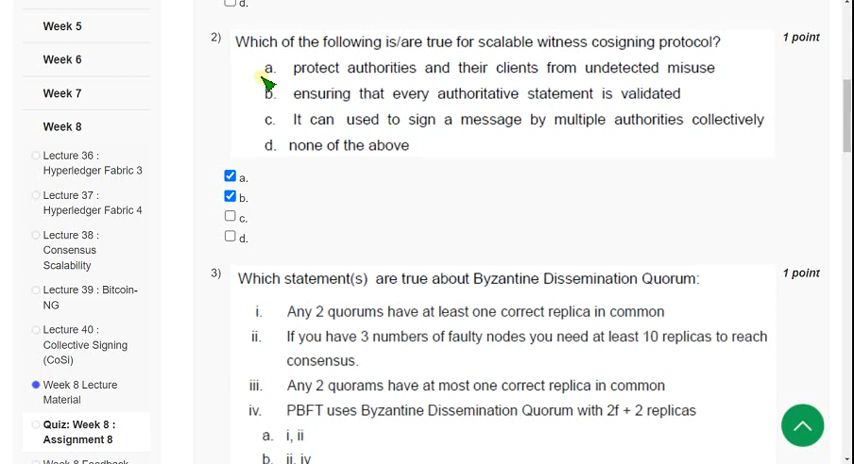 d.
Week 5
Week 6
Week 7
Week 8
Lecture 36 :
Hyperledger Fabric 3
Lecture 37 :
Hyperledger Fabric 4
Lecture 38 :
Consensus
Scalability
Lecture 39 : Bitcoin-
NG
Lecture 40 :
Collective Signing
(CoSi)
Week 8 Lecture
Material
Quiz: Week 8 :
Assignment 8
Week 8 Feedback
2) Which of the following is/are true for scalable witness cosigning protocol? 1 point
a. protect authorities and their clients from undetected misuse
b. ensuring that every authoritative statement is validated
c. It can used to sign a message by multiple authorities collectively
d. none of the above
a.
b.
c.
d.
3) Which statement(s) are true about Byzantine Dissemination Quorum: 1 point
i. Any 2 quorums have at least one correct replica in common
ii. If you have 3 numbers of faulty nodes you need at least 10 replicas to reach
consensus.
iii. Any 2 quorams have at most one correct replica in common
iv. PBFT uses Byzantine Dissemination Quorum with 2f + 2 replicas
a. i, ii
b. ii, iv